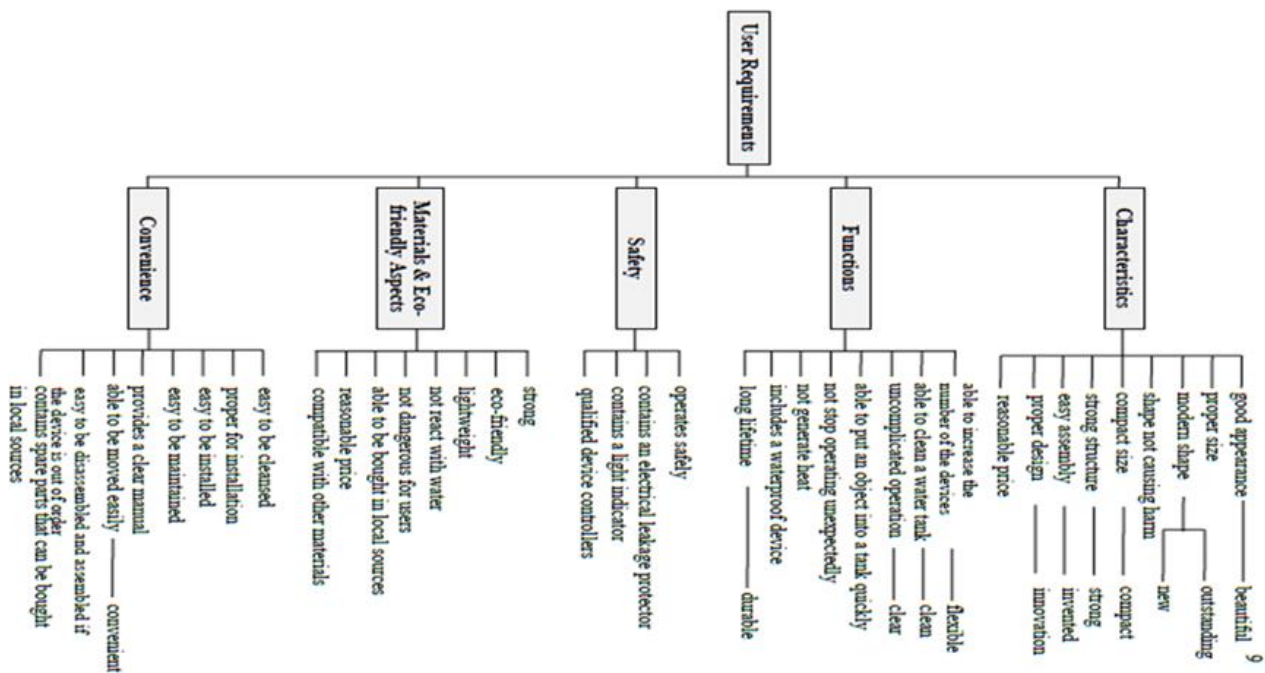 9
User Requirements
Characteristics
good appearance
beautiful
proper size
modern shape
outstanding
new
shape not causing harm
compact size
compact
strong structure
strong
easy assembly
invented
proper design
innovation
reasonable price
Functions
able to increase the
number of the devices
flexible
able to clean a water tank
clean
uncomplicated operation
clear
able to put an object into a tank quickly
not stop operating unexpectedly
not generate heat
includes a waterproof device
long lifetime
durable
Safety
operates safely
contains an electrical leakage protector
contains a light indicator
qualified device controllers
Materials & Eco-
friendly Aspects
strong
eco-friendly
lightweight
not react with water
not dangerous for users
able to be bought in local sources
reasonable price
compatible with other materials
Convenience
easy to be cleansed
proper for installation
easy to be installed
easy to be maintained
provides a clear manual
able to be moved easily
convenient
easy to be disassembled and assembled if
the device is out of order
contains spare parts that can be bought
in local sources